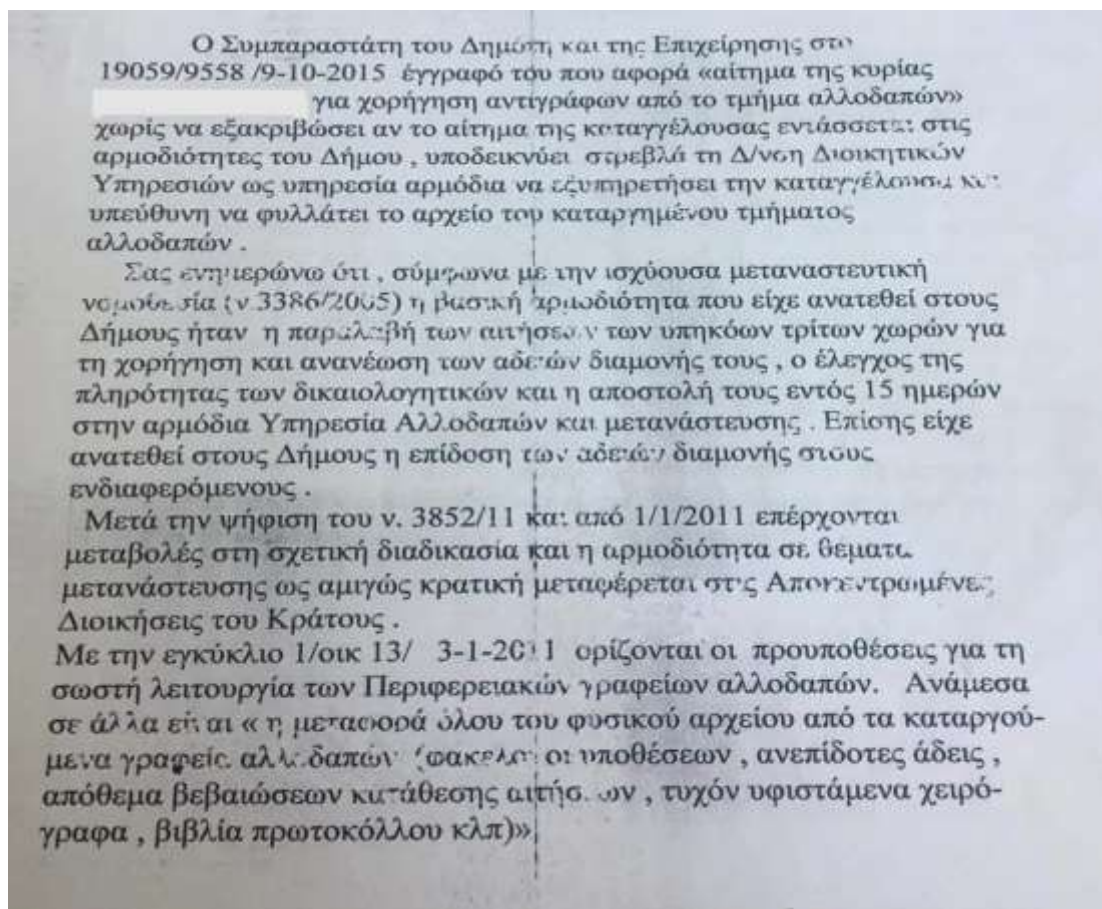 Ο Συμπαραστάτη του Δημότη και της Επιχείρησης στο
19059/9558 /9-10-2015 έγγραφό του που αφορά «αίτημα της κυρίας
για χορήγηση αντιγράφων από το τμήμα αλλοδαπών»
χωρίς να εξακριβώσει αν το αίτημα της καταγγέλουσας εντάσσεται στις
αρμοδιότητες του Δήμου , υποδεικνύει στρεβλά τη Δ/νση Διοικητικών
Υπηρεσιών ως υπηρεσία αρμόδια να εξυπηρετήσει την καταγγέλουσα και
υπεύθυνη να φυλλάτει το αρχείο του καταργημένου τμήματος
αλλοδαπών .
Σας ενημερώνω ότι , σύμφωνα με την ισχύουσα μεταναστευτική
νομοθεσία (ν 3386/2005) η βασική αρμοδιότητα που είχε ανατεθεί στους
Δήμους ήταν η παραλαβή των αιτήσεων των υπηκόων τρίτων χωρών για
τη χορήγηση και ανανέωση των αδειών διαμονής τους , ο έλεγχος της
πληρότητας των δικαιολογητικών και η αποστολή τους εντός 15 ημερών
στην αρμόδια Υπηρεσία Αλλοδαπών και μετανάστευσης . Επίσης είχε
ανατεθεί στους Δήμους η επίδοση των αδειών διαμονής στους
ενδιαφερόμενους .
Μετά την ψήφιση του ν. 3852/11 και από 1/1/2011 επέρχονται
μεταβολές στη σχετική διαδικασία και η αρμοδιότητα σε θέματα
μετανάστευσης ως αμιγώς κρατική μεταφέρεται στις Αποκεντρωμένες
Διοικήσεις του Κράτους .
Με την εγκύκλιο 1/οικ 13/ 3-1-2011 ορίζονται οι προυποθέσεις για τη
σωστή λειτουργία των Περιφερειακών γραφείων αλλοδαπών. Ανάμεσα
σε άλλα είναι « η μεταφορά όλου του φυσικού αρχείου από τα καταργού-
μενα γραφεία αλλοδαπών (φακελοι οι υποθέσεων , ανεπίδοτες άδεις ,
απόθεμα βεβαιώσεων κατάθεσης αιτήσεων , τυχόν υφιστάμενα χειρό-
γραφα , βιβλία πρωτοκόλλου κλπ)»